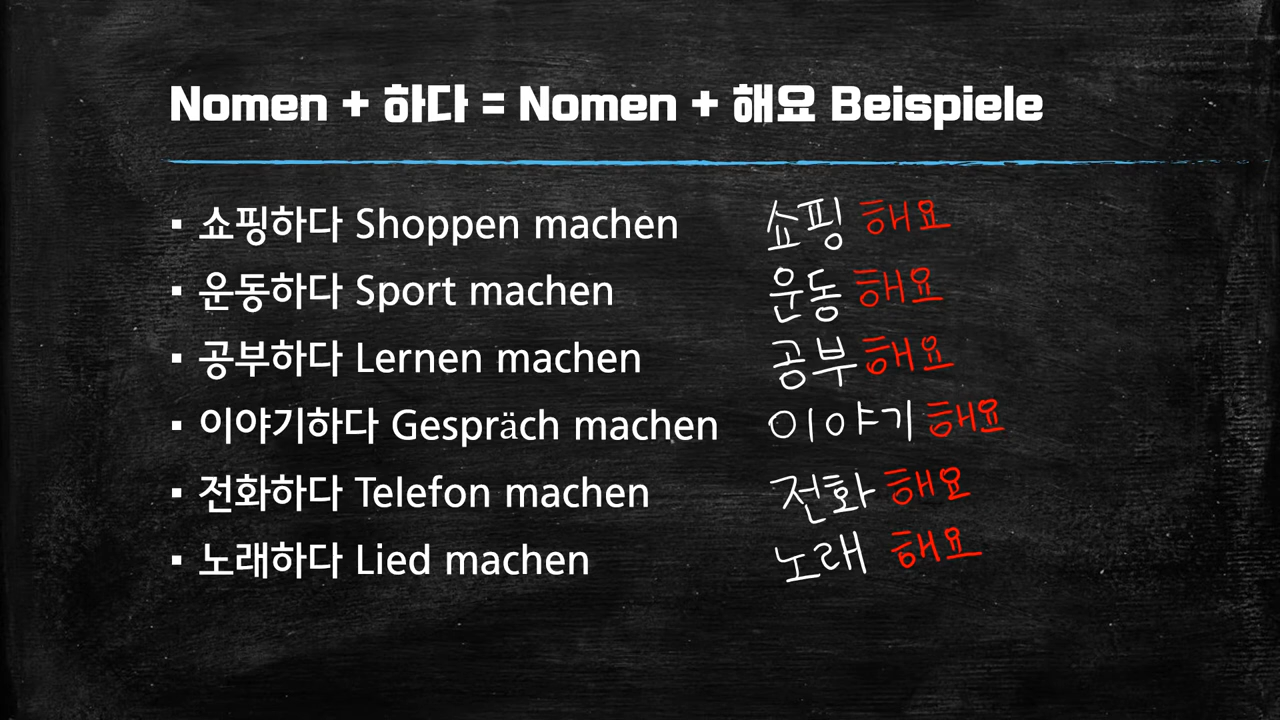 Nomen + 하다 = Nomen + 해요 Beispiele
▪ 쇼핑하다 Shoppen machen 쇼핑 해요
▪ 운동하다 Sport machen 운동 해요
▪ 공부하다 Lernen machen 공부 해요
▪ 이야기하다 Gespräch machen 이야기 해요
▪ 전화하다 Telefon machen 전화 해요
▪ 노래하다 Lied machen 노래 해요